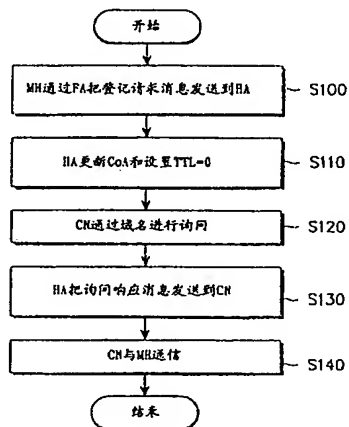 开始
MH通过FA把登记请求消息发送到HA
S100
HA更新CoA和设置TTL=0
S110
CN通过域名进行访问
S120
HA把访问响应消息发送到CN
S130
CN与MH通信
S140
结束